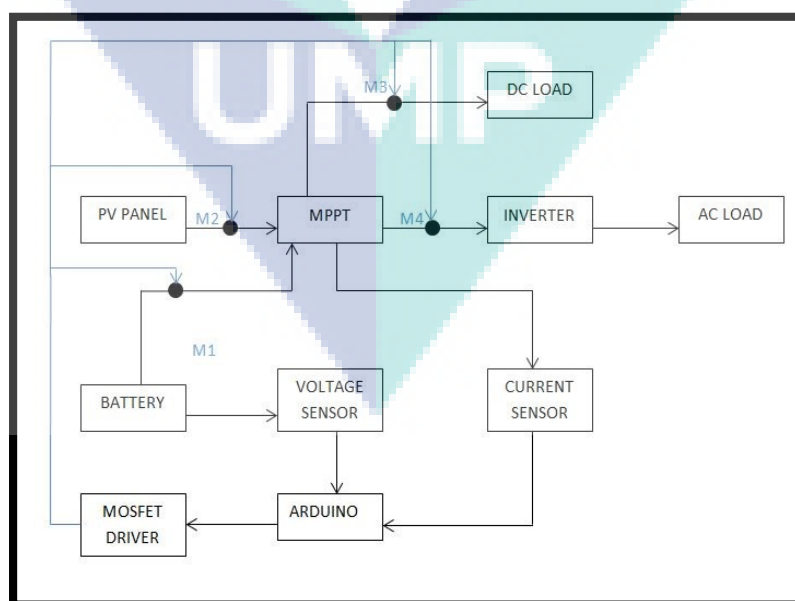 UMP
M3
DC LOAD
PV PANEL
M2
MPPT
M4
INVERTER
AC LOAD
M1
BATTERY
VOLTAGE
SENSOR
CURRENT
SENSOR
MOSFET
DRIVER
ARDUINO